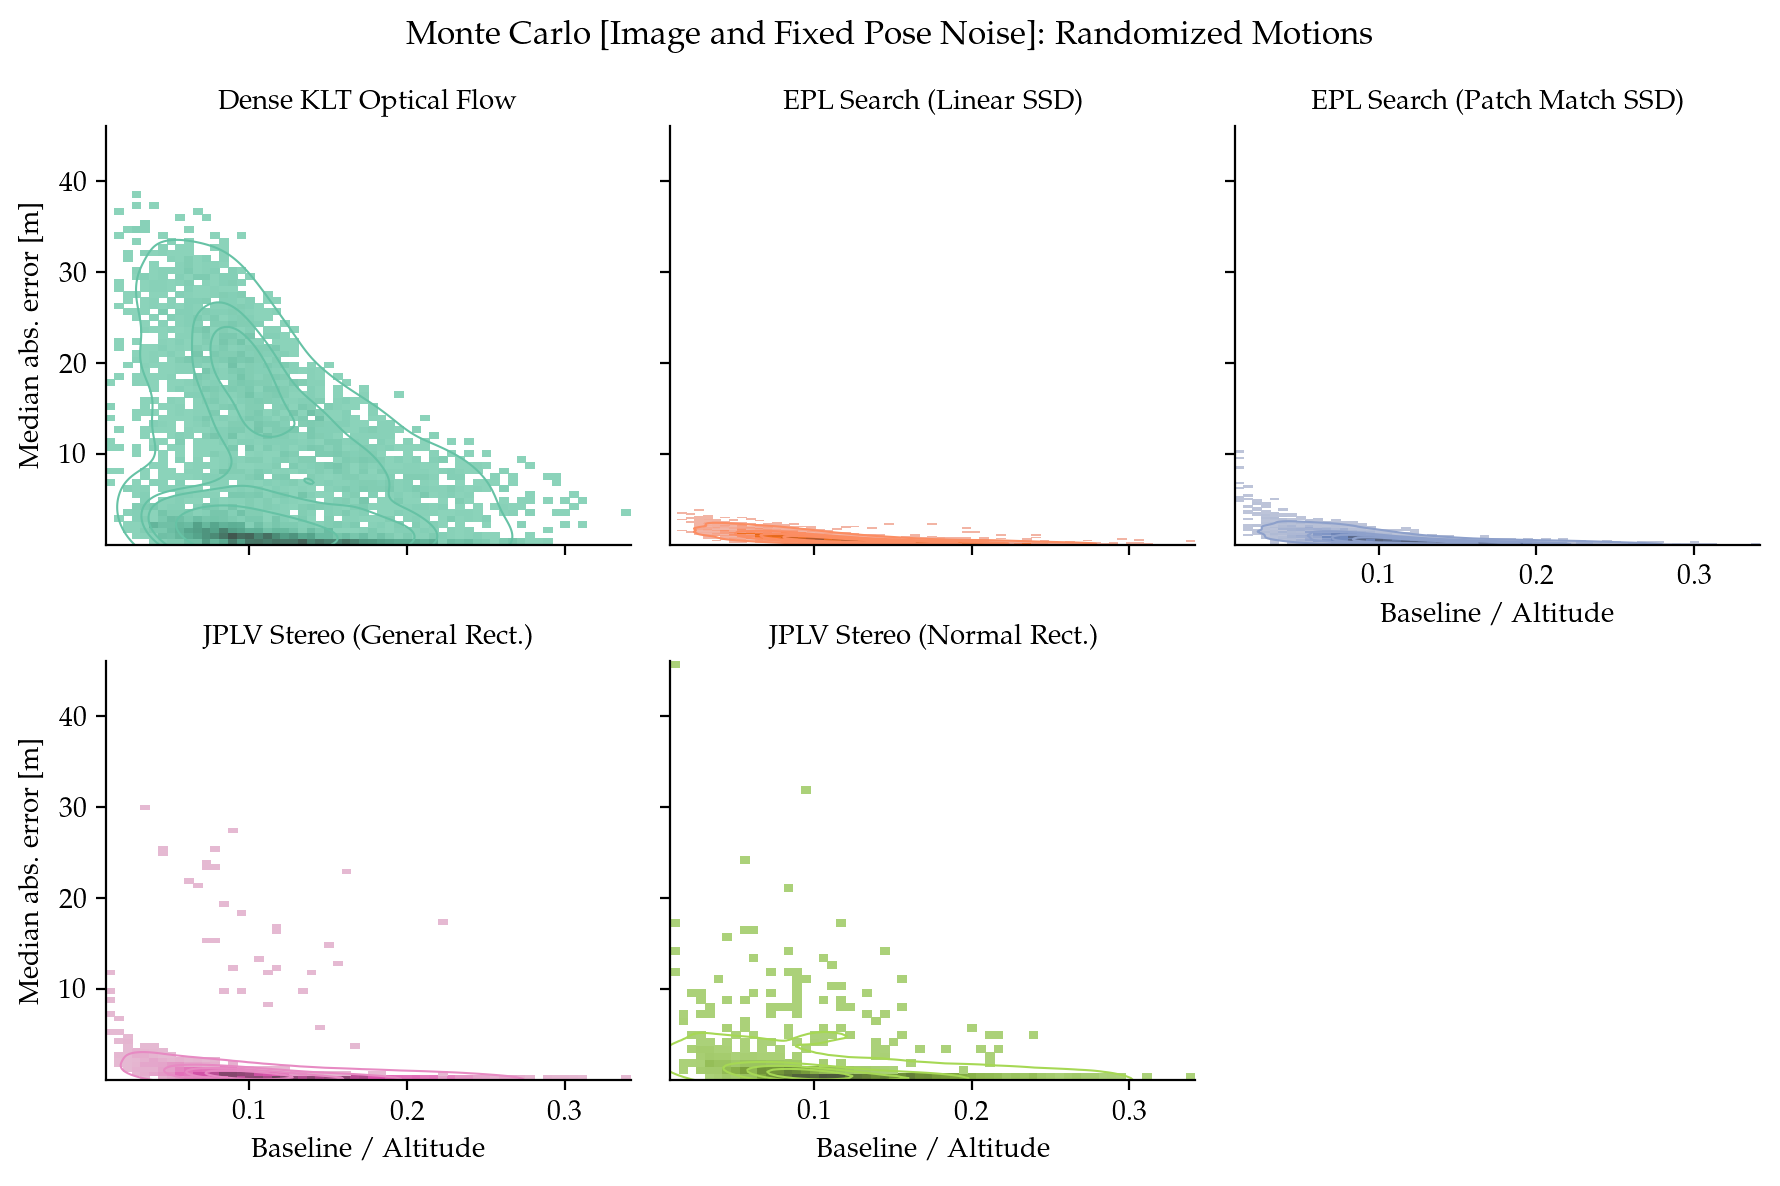 Monte Carlo [Image and Fixed Pose Noise]: Randomized Motions
Dense KLT Optical Flow
EPL Search (Linear SSD)
EPL Search (Patch Match SSD)
Median abs. error [m]
40
30
20
10
0.1
0.2
0.3
Baseline / Altitude
JPLV Stereo (General Rect.)
JPLV Stereo (Normal Rect.)
Median abs. error [m]
40
30
20
10
0.1
0.2
0.3
Baseline / Altitude
0.1
0.2
0.3
Baseline / Altitude